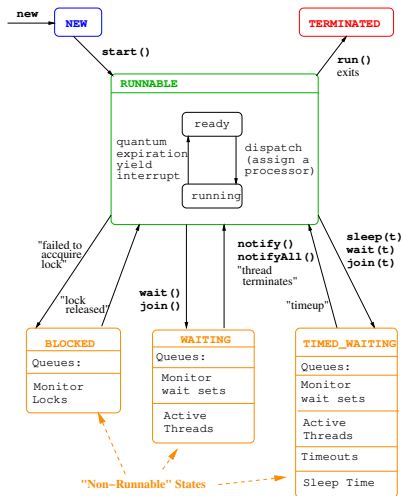 new
NEW
TERMINATED
start()
run()
exits
RUNNABLE
ready
quantum
expiration
yield
interrupt
dispatch
(assign a
processor)
running
"failed to
accquire
lock"
"lock
released"
wait()
join()
notify()
notifyAll()
"thread
terminates"
"timeup"
sleep(t)
wait(t)
join(t)
BLOCKED
Queues:
Monitor
Locks
WAITING
Queues:
Monitor
wait sets
Active
Threads
TIMED_WAITING
Queues:
Monitor
wait sets
Active
Threads
Timeouts
Sleep Time
"Non−Runnable" States